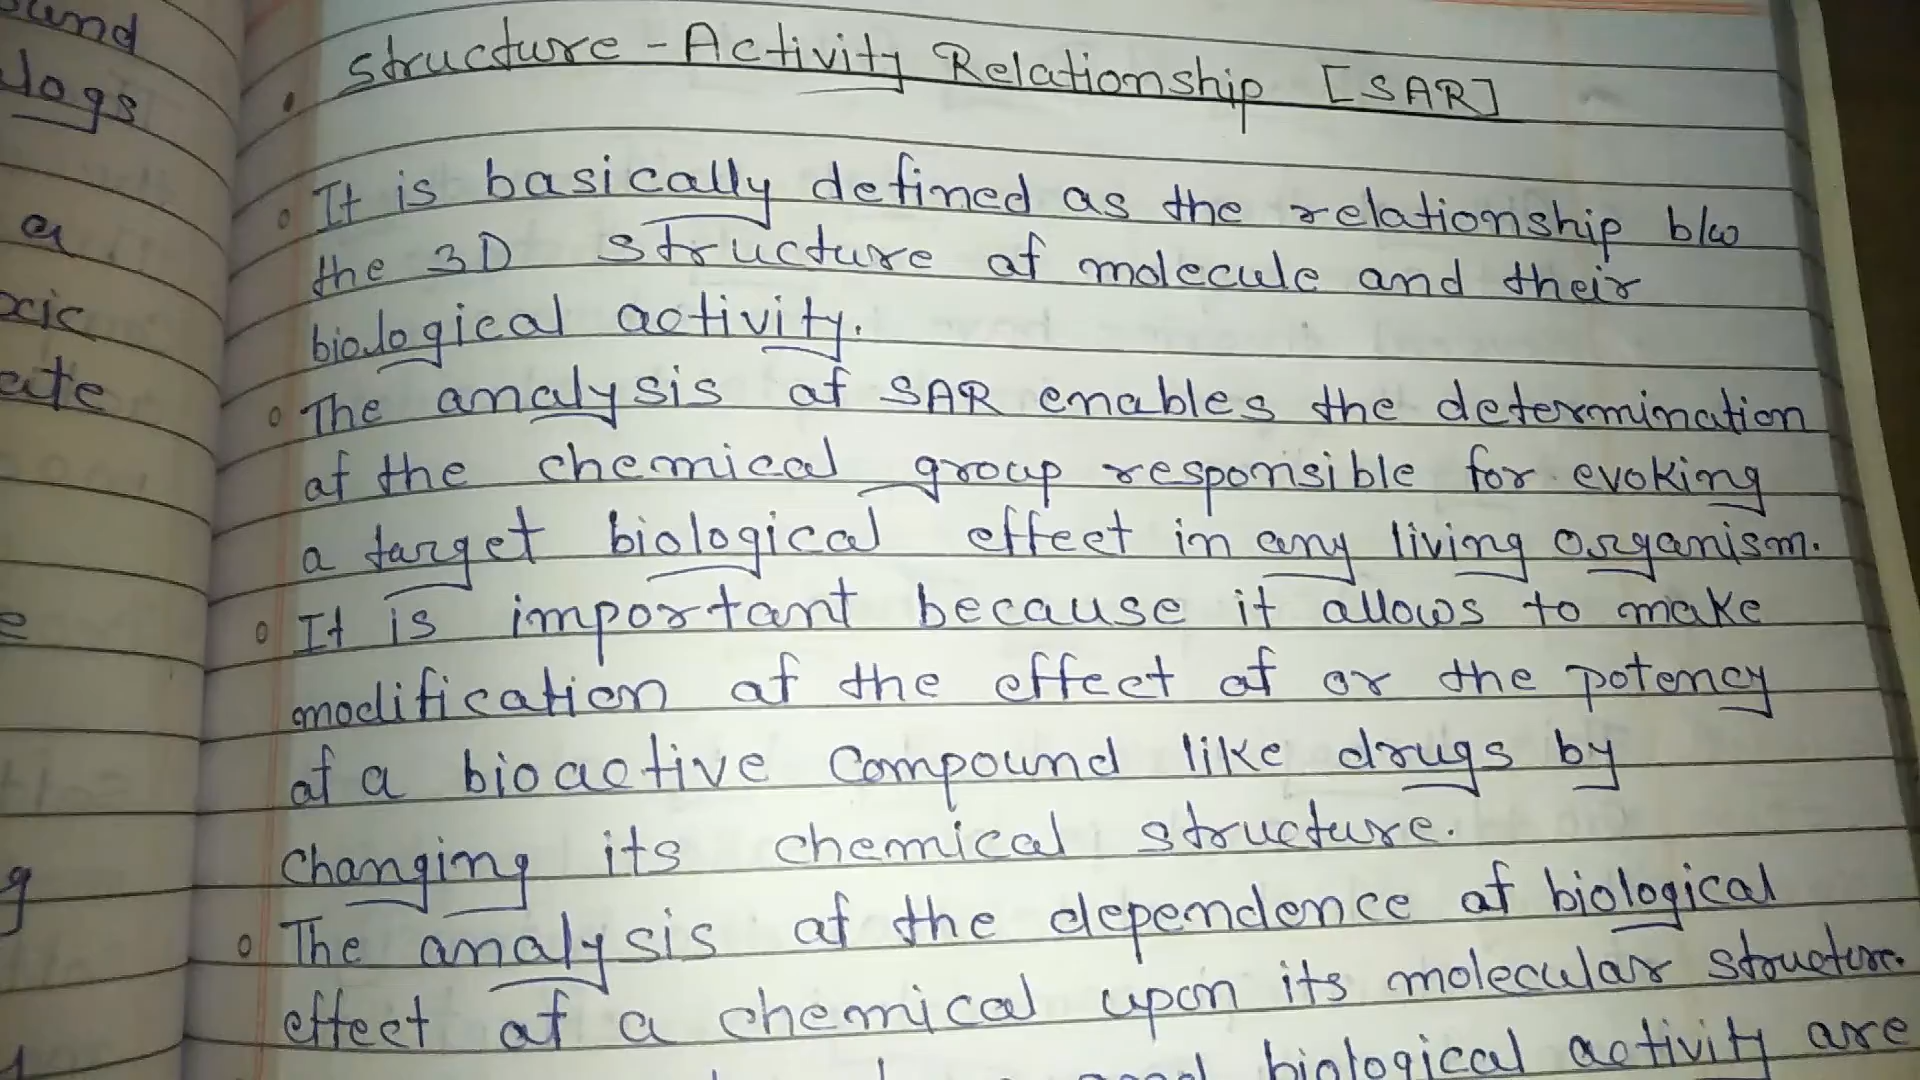 Structure-Activity Relationship [SAR]
It is basically defined as the relationship b/w
the 3D structure of molecule and their
biological activity.
The analysis of SAR enables the determination
of the chemical group responsible for evoking
a target biological effect in any living organism.
It is important because it allows to make
modification of the effect of or the potency
of a bioactive compound like drugs by
changing its chemical structure.
The analysis of the dependence of biological
effect of a chemical upon its molecular structure.
biological activity are